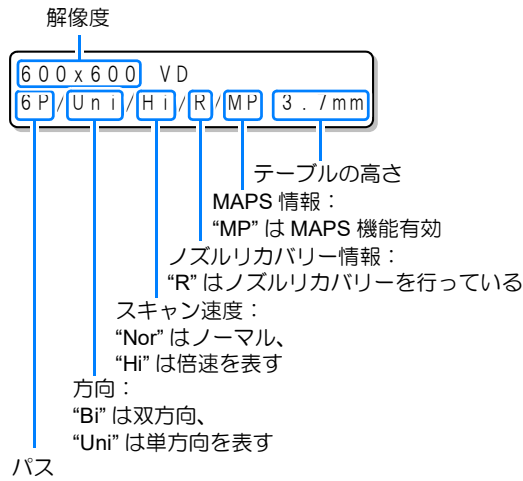 解像度
600x600 VD
6P/Uni/Hi/R/MP 3./mm
テーブルの高さ
MAPS 情報：
“MP” は MAPS 機能有効
ノズルリカバリー情報：
“R” はノズルリカバリーを行っている
スキャン速度：
“Nor” はノーマル、
“Hi” は倍速を表す
方向：
“Bi” は双方向、
“Uni” は単方向を表す
パス